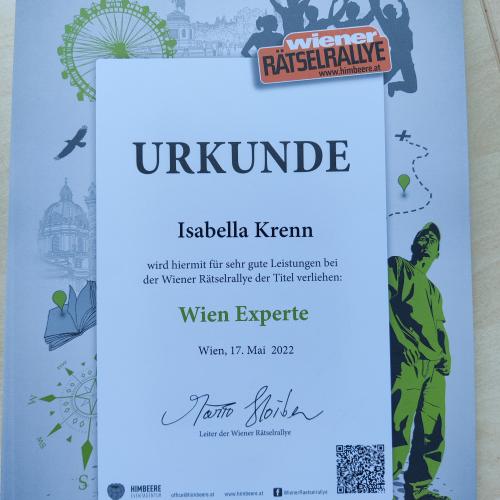 wiener
RÄTSELRALLYE
www.himbeere.at
URKUNDE
Isabella Krenn
wird hiermit für sehr gute Leistungen bei
der Wiener Rätselrallye der Titel verliehen:
Wien Experte
Wien, 17. Mai 2022
Leiter der Wiener Rätselrallye
HIMBEERE
EVENTAGENTUR
office@himbeere.at www.himbeere.at WienerRaetselrallye